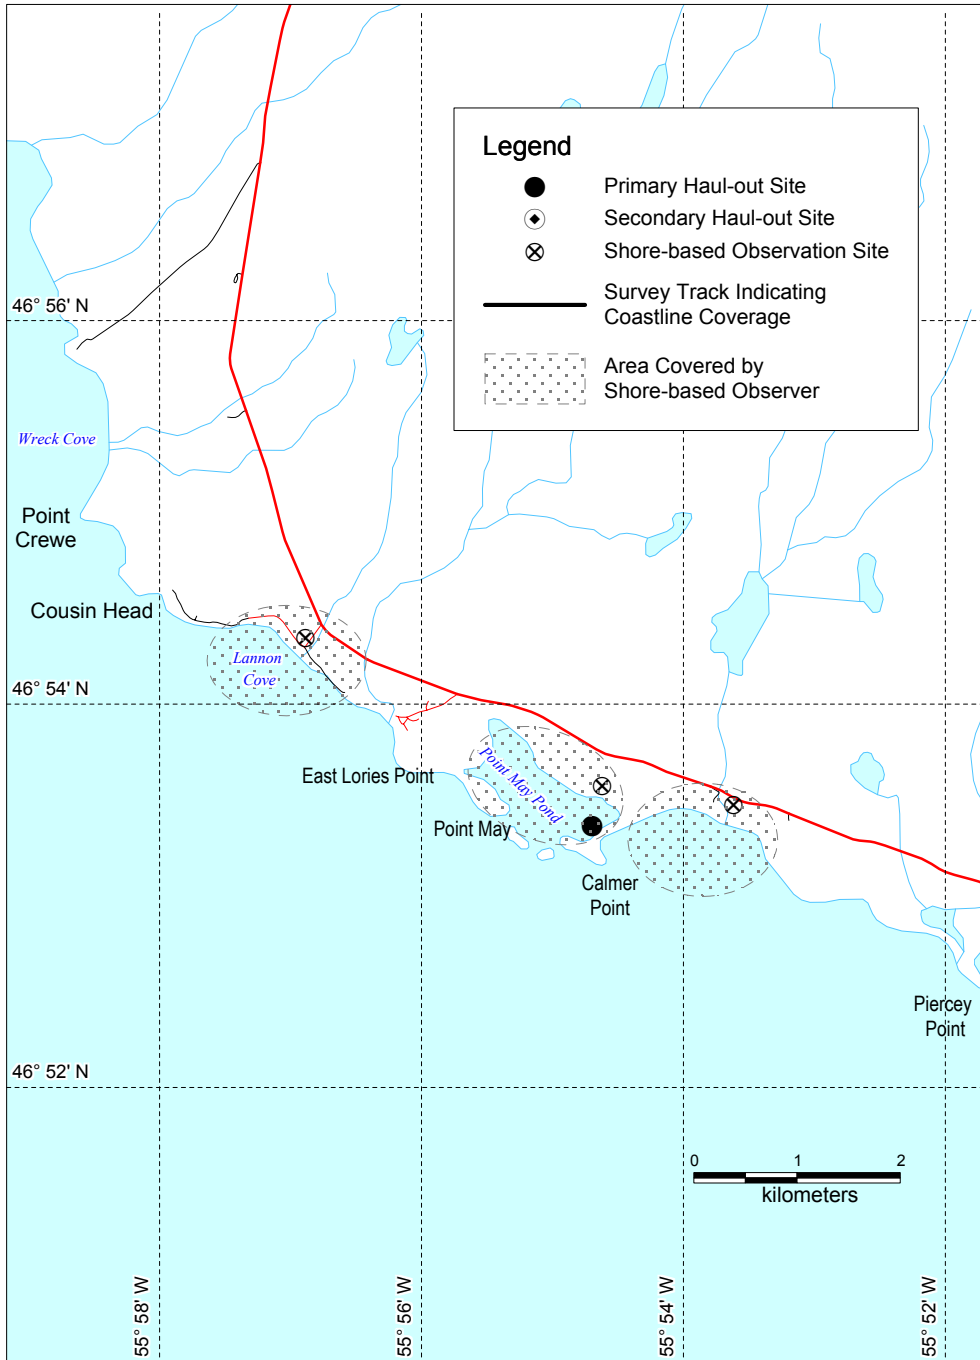 Legend
Primary Haul-out Site
Secondary Haul-out Site
Shore-based Observation Site
Survey Track Indicating
Coastline Coverage
Area Covered by
Shore-based Observer
46° 56' N
Wreck Cove
Point
Crewe
Cousin Head
Lannon
Cove
46° 54' N
East Lories Point
Point May Pond
Point May
Calmer
Point
Piercey
Point
46° 52' N
0 1 2
kilometers
55° 58' W
55° 56' W
55° 54' W
55° 52' W